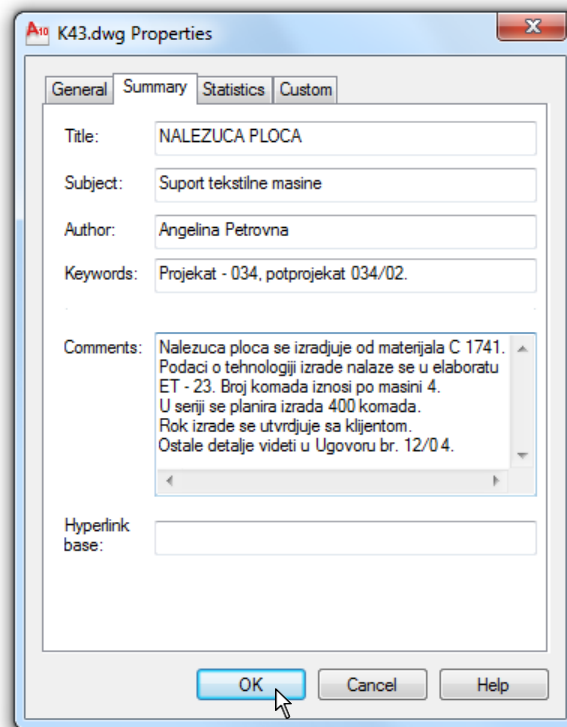 A10 K43.dwg Properties
General Summary Statistics Custom
Title: NALEZUCA PLOCA
Subject: Suport tekstilne masine
Author: Angelina Petrovna
Keywords: Projekat - 034, potprojekat 034/02.
Comments: Nalezuca ploca se izradjuje od materijala C 1741.
Podaci o tehnologiji izrade nalaze se u elaboratu
ET - 23. Broj komada iznosi po masini 4.
U seriji se planira izrada 400 komada.
Rok izrade se utvrdjuje sa klijentom.
Ostale detalje videti u Ugovoru br. 12/04.
Hyperlink
base:
OK Cancel Help